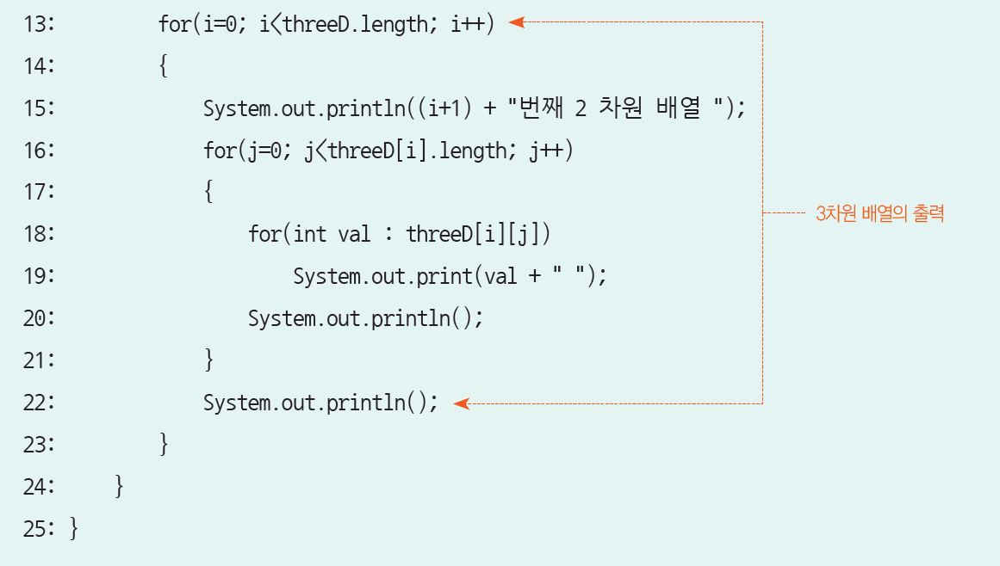 13: for(i=0; i<threeD.length; i++)
14: {
15: System.out.println((i+1) + "번째 2 차원 배열 ");
16: for(j=0; j<threeD[i].length; j++)
17: {
3차원 배열의 출력
18: for(int val : threeD[i][j])
19: System.out.print(val + " ");
20: System.out.println();
21: }
22: System.out.println();
23: }
24: }
25: }